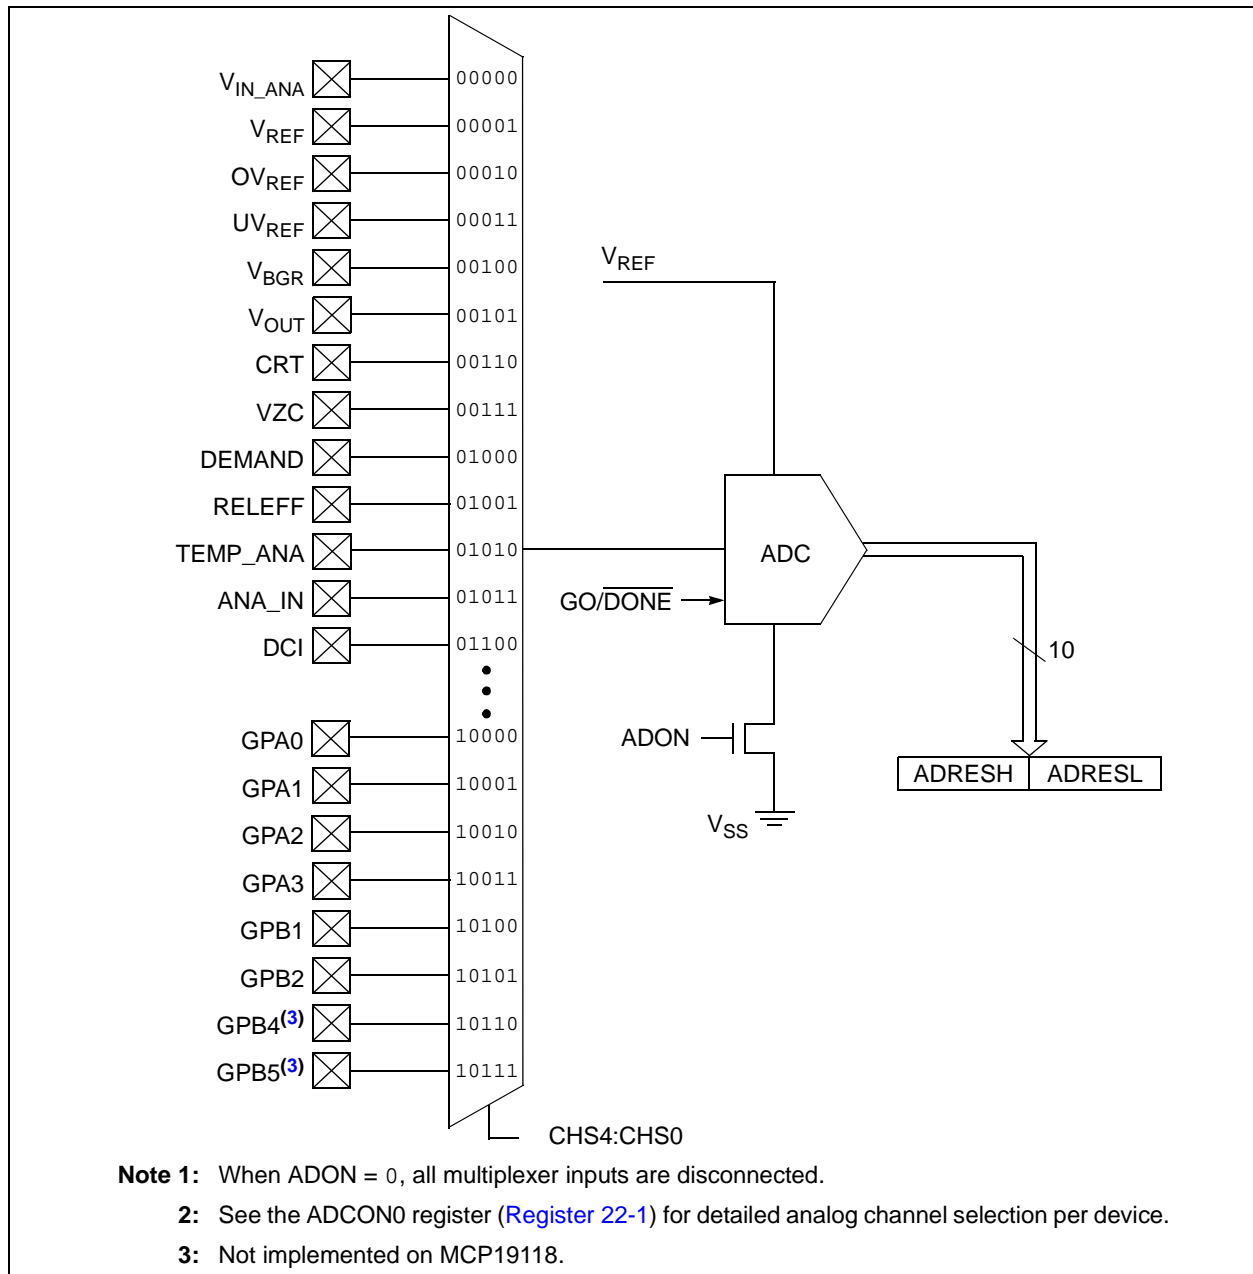 VIN_ANA 00000
VREF 00001
OVREF 00010
UVREF 00011
VBGR 00100
VREF
VOUT 00101
CRT 00110
VZC 00111
DEMAND 01000
RELEFF 01001
TEMP_ANA 01010
ADC
ANA_IN 01011
GO/DONE
DCI 01100
10
GPA0 10000
ADON
ADRESH ADRESL
GPA1 10001
VSS
GPA2 10010
GPA3 10011
GPB1 10100
GPB2 10101
GPB4(3) 10110
GPB5(3) 10111
CHS4:CHS0
Note 1: When ADON = 0, all multiplexer inputs are disconnected.
2: See the ADCON0 register (Register 22-1) for detailed analog channel selection per device.
3: Not implemented on MCP19118.